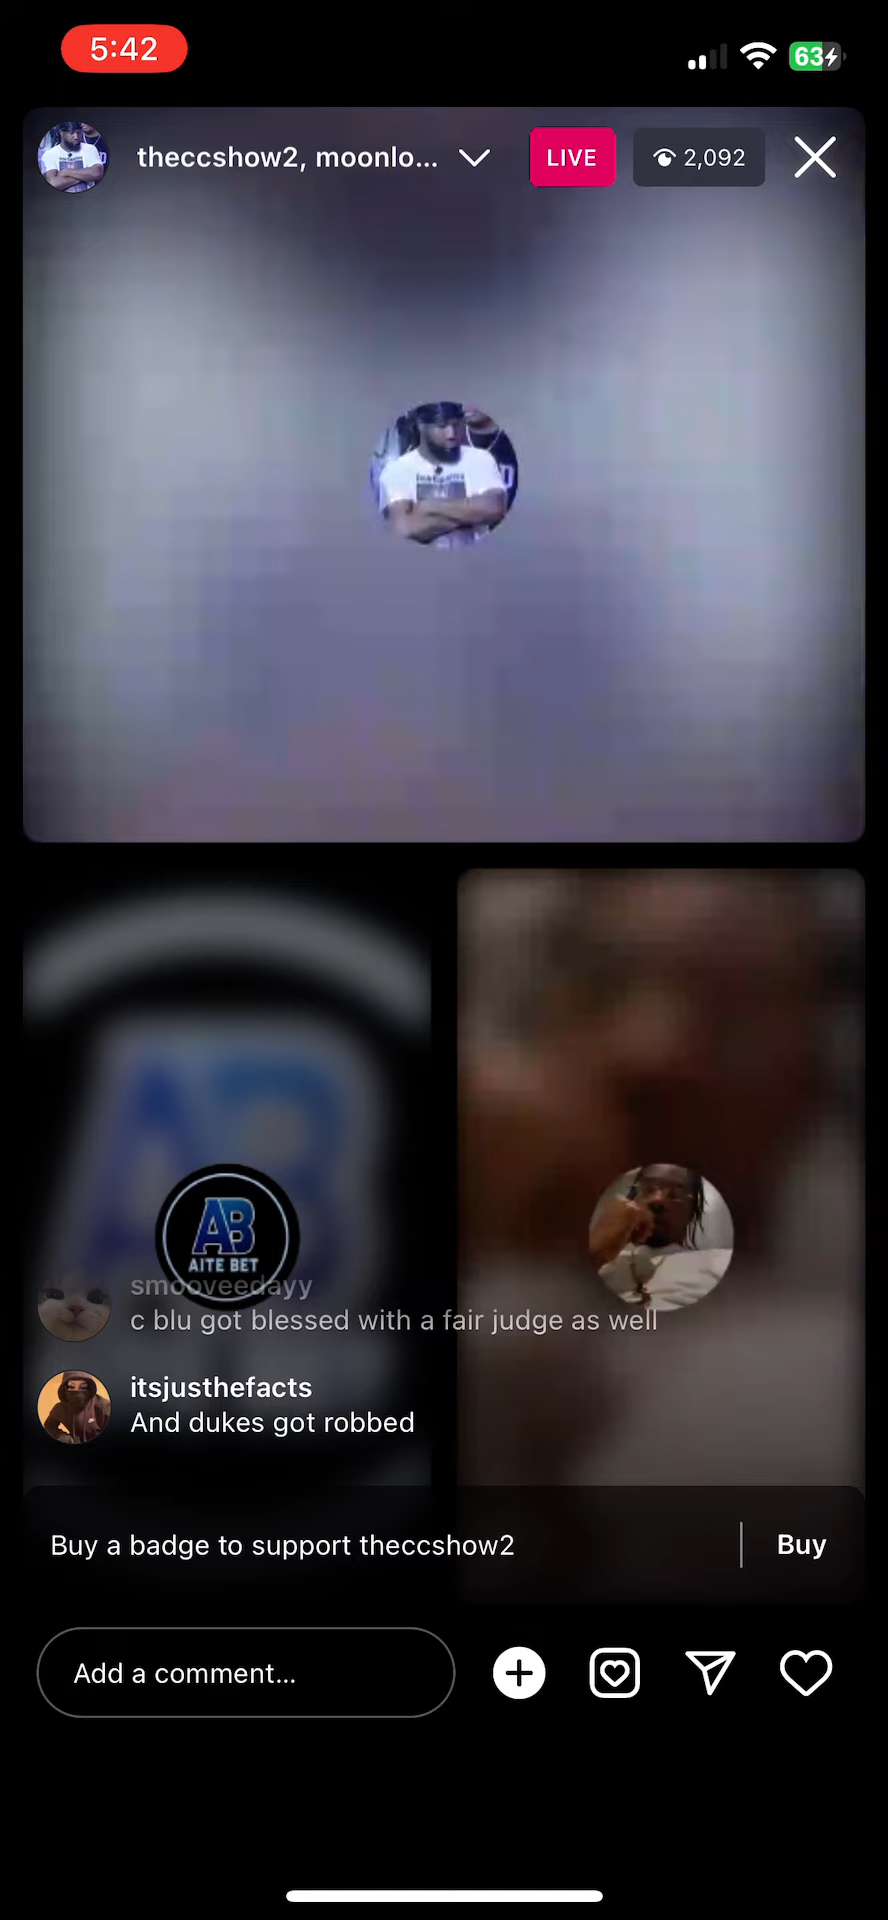 5:42
63
theccshow2, moonlo...
LIVE
2,092
AB
AITE BET
smooveedayy
c blu got blessed with a fair judge as well
itsjusthefacts
And dukes got robbed
Buy a badge to support theccshow2
Buy
Add a comment...